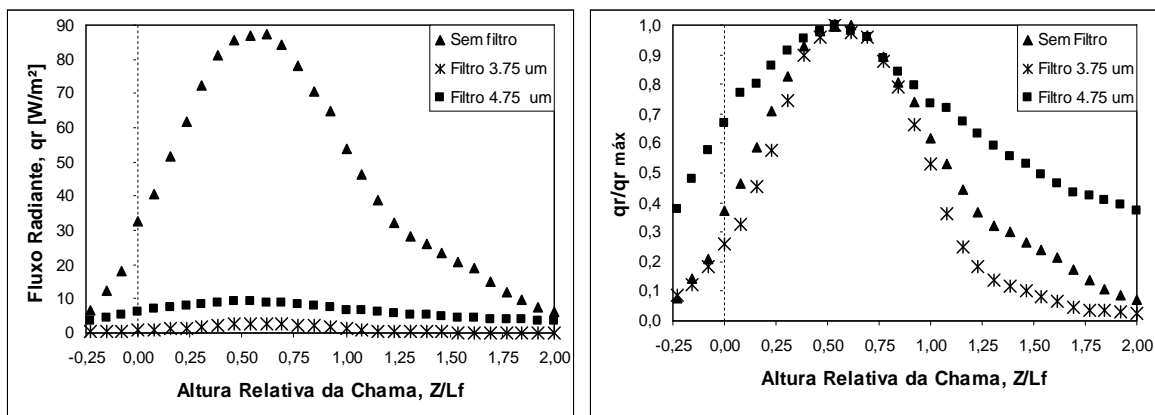 90
80
70
60
50
40
30
20
10
0
Fluxo Radiante, qr [W/m²]
Sem filtro
Filtro 3.75 um
Filtro 4.75 um
-0,25 0,00 0,25 0,50 0,75 1,00 1,25 1,50 1,75 2,00
Altura Relativa da Chama, Z/Lf
1,0
0,9
0,8
0,7
0,6
0,5
0,4
0,3
0,2
0,1
0,0
qr/qr máx
Sem Filtro
Filtro 3.75 um
Filtro 4.75 um
-0,25 0,00 0,25 0,50 0,75 1,00 1,25 1,50 1,75 2,00
Altura Relativa da Chama, Z/Lf